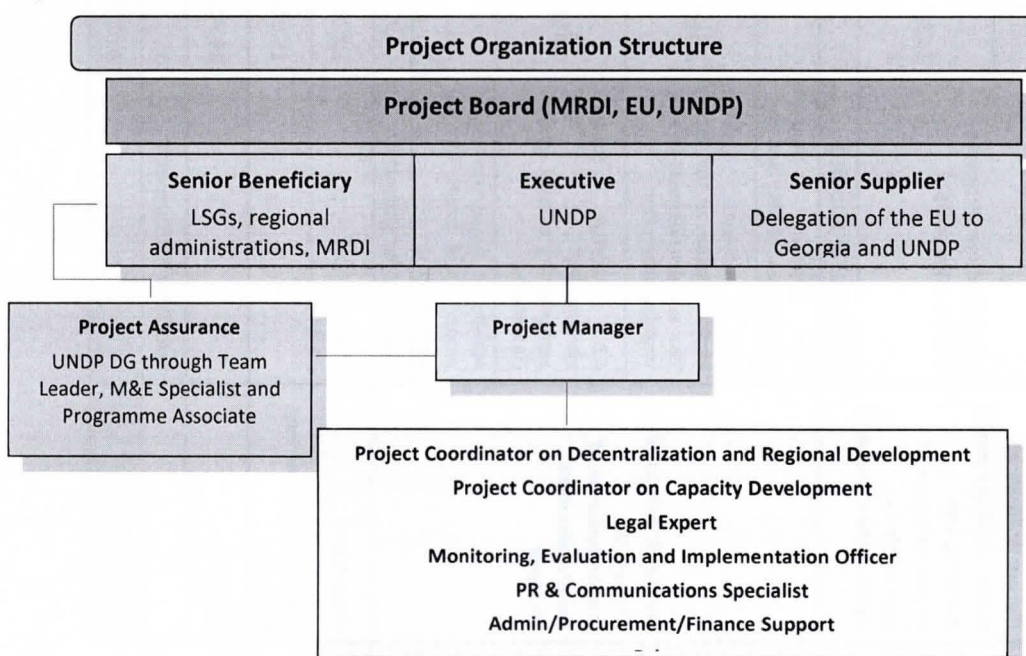 Project Organization Structure
Project Board (MRDI, EU, UNDP)
Senior Beneficiary
LSGs, regional
administrations, MRDI
Executive
UNDP
Senior Supplier
Delegation of the EU to
Georgia and UNDP
Project Assurance
UNDP DG through Team
Leader, M&E Specialist and
Programme Associate
Project Manager
Project Coordinator on Decentralization and Regional Development
Project Coordinator on Capacity Development
Legal Expert
Monitoring, Evaluation and Implementation Officer
PR & Communications Specialist
Admin/Procurement/Finance Support